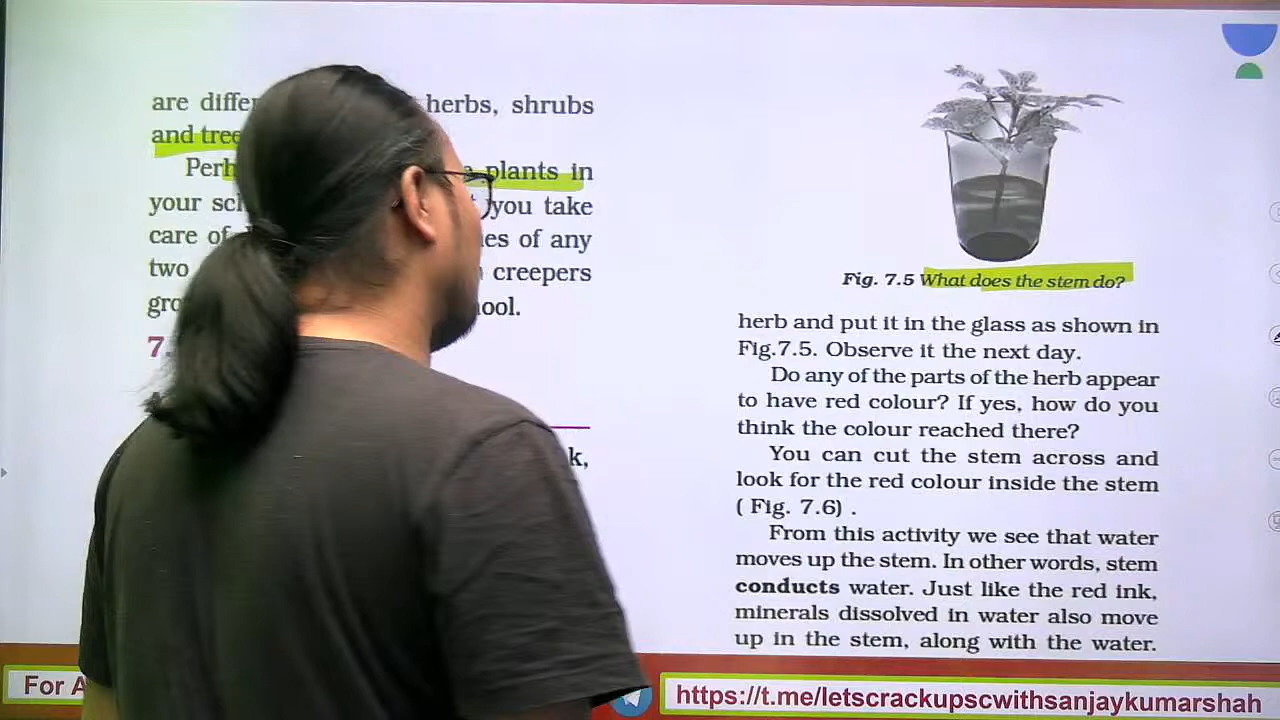 are herbs, shrubs
and
plants in
your you take
care of of any
two creepers
7.
Fig. 7.5 What does the stem do?
herb and put it in the glass as shown in
Fig.7.5. Observe it the next day.
Do any of the parts of the herb appear
to have red colour? If yes, how do you
think the colour reached there?
You can cut the stem across and
look for the red colour inside the stem
( Fig. 7.6) .
From this activity we see that water
moves up the stem. In other words, stem
conducts water. Just like the red ink,
minerals dissolved in water also move
up in the stem, along with the water.
For
https://t.me/letscrackupscwithsanjaykumarshah